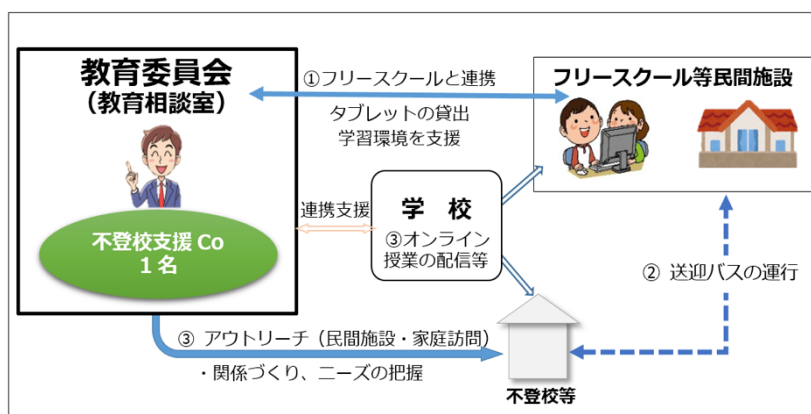 教育委員会
（教育相談室）
不登校支援 Co
1 名
①フリースクールと連携
タブレットの貸出
学習環境を支援
フリースクール等民間施設
連携支援
学　校
③オンライン
授業の配信等
② 送迎バスの運行
③ アウトリーチ（民間施設・家庭訪問）
・関係づくり、ニーズの把握
不登校等